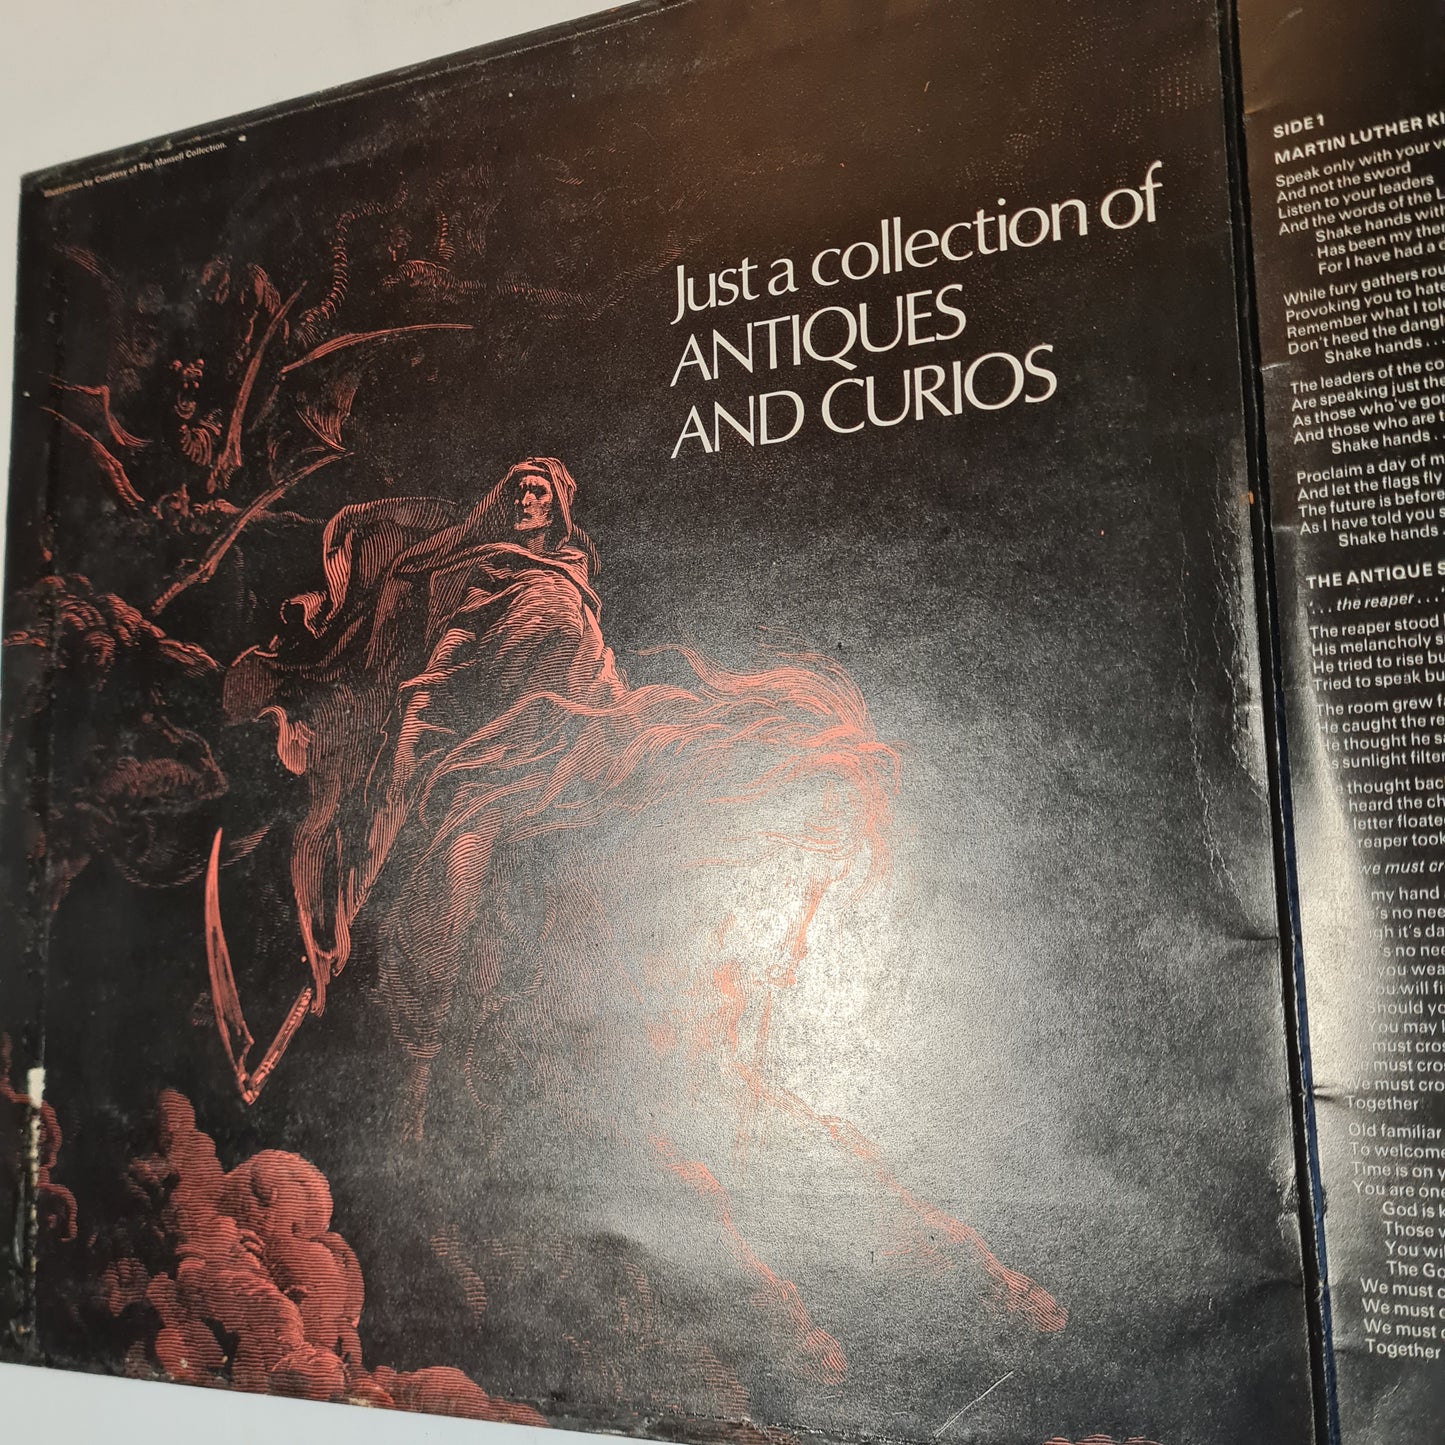 Illustration by Courtesy of The Mansell Collection.
Just a collection of
ANTIQUES
AND CURIOS
SIDE 1
MARTIN LUTHER KI
Speak only with your v
And not the sword
Listen to your leaders
And the words of the L
Shake hands with
Has been my the
For I have had a
While fury gathers rou
Provoking you to hate
Remember what I tol
Don't heed the dangl
Shake hands . . .
The leaders of the co
Are speaking just the
As those who've go
And those who are t
Shake hands .
Proclaim a day of m
And let the flags fly
The future is before
As I have told you s
Shake hands .
THE ANTIQUE S
'. . . the reaper . . .
The reaper stood
His melancholy s
He tried to rise bu
Tried to speak bu
The room grew f
He caught the re
He thought he sa
s sunlight filter
thought bac
heard the ch
letter floate
reaper took
we must cr
my hand
's no nee
gh it's da
's no nee
you wea
ou will fi
Should yo
You may
must cros
must cros
We must cro
Together
Old familiar
To welcome
Time is on y
You are one
God is k
Those w
You wil
The Go
We must c
We must c
We must c
Together